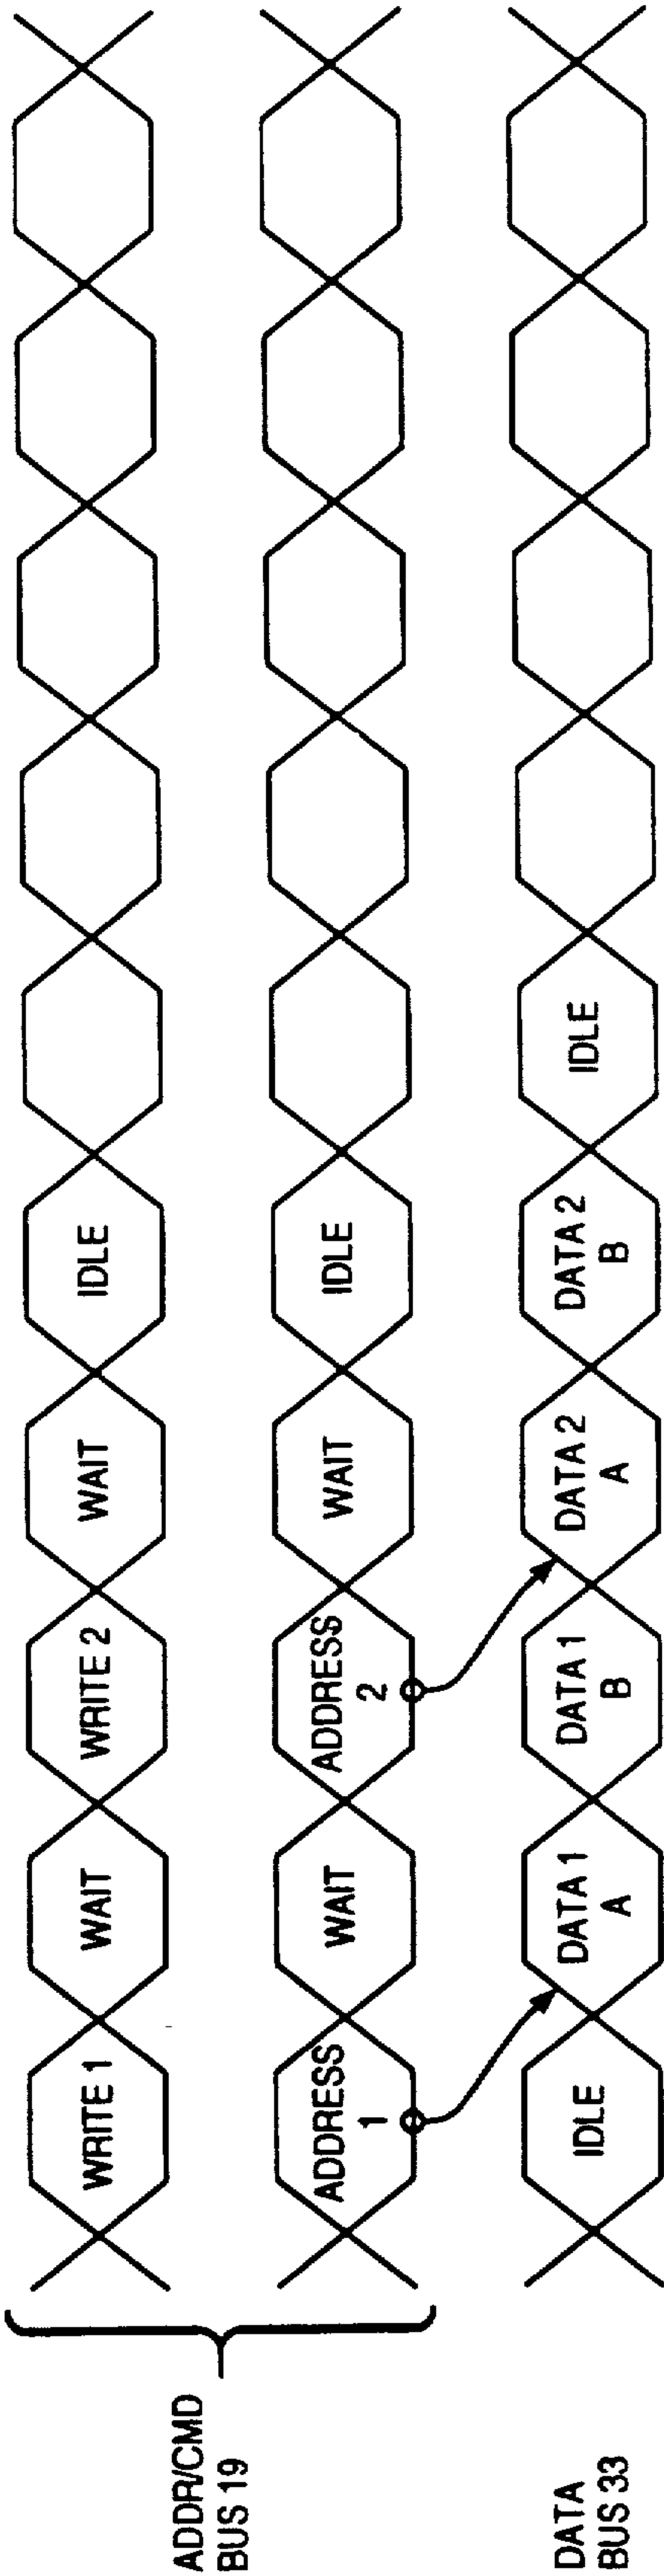 ADDR/CMD
BUS 19
WRITE 1
WAIT
WRITE 2
WAIT
IDLE
ADDRESS
1
WAIT
ADDRESS
2
WAIT
IDLE
DATA
BUS 33
IDLE
DATA 1
A
DATA 1
B
DATA 2
A
DATA 2
B
IDLE